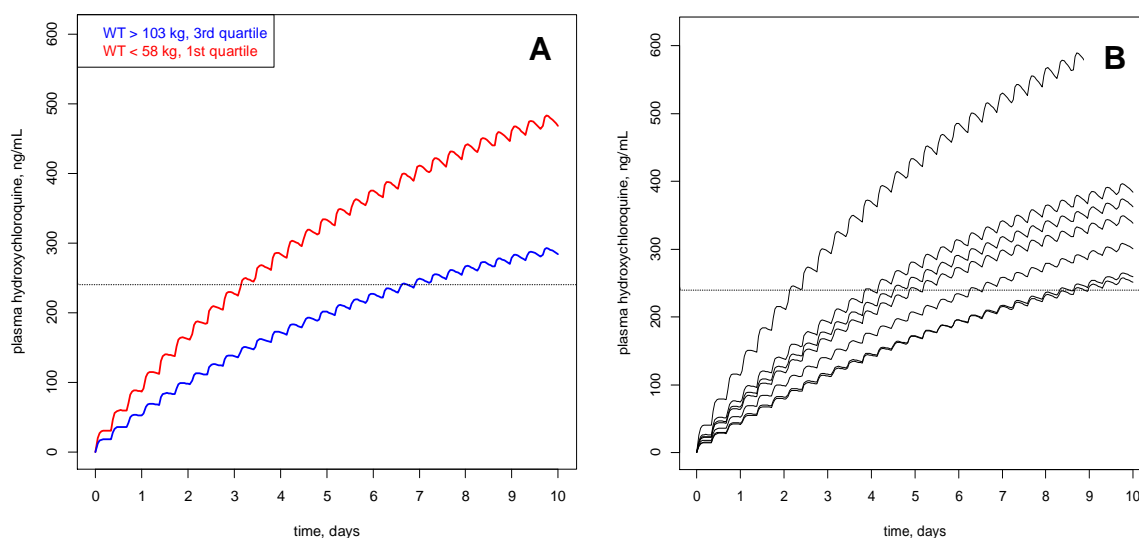 WT > 103 kg, 3rd quartile
WT < 58 kg, 1st quartile
A
plasma hydroxychloroquine, ng/mL
600
500
400
300
200
100
0
0 1 2 3 4 5 6 7 8 9 10
time, days
B
plasma hydroxychloroquine, ng/mL
600
500
400
300
200
100
0
0 1 2 3 4 5 6 7 8 9 10
time, days